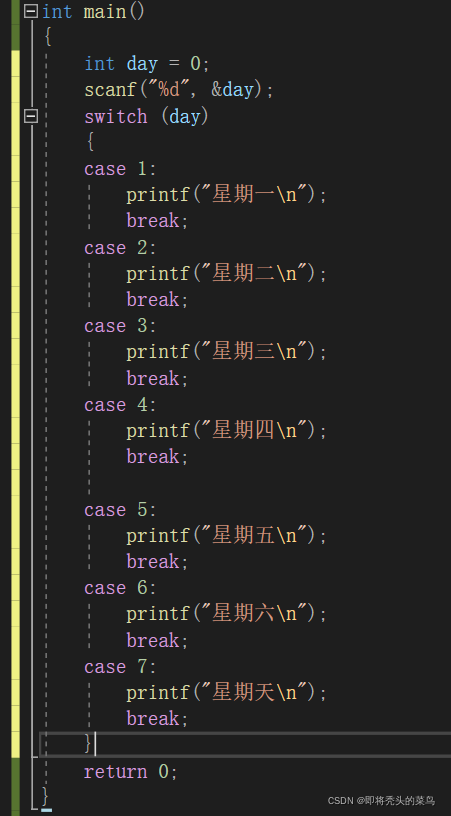 int main()
{
    int day = 0;
    scanf("%d", &day);
    switch (day)
    {
    case 1:
        printf("星期一\n");
        break;
    case 2:
        printf("星期二\n");
        break;
    case 3:
        printf("星期三\n");
        break;
    case 4:
        printf("星期四\n");
        break;

    case 5:
        printf("星期五\n");
        break;
    case 6:
        printf("星期六\n");
        break;
    case 7:
        printf("星期天\n");
        break;
    }
    return 0;
}
CSDN @即将秃头的菜鸟